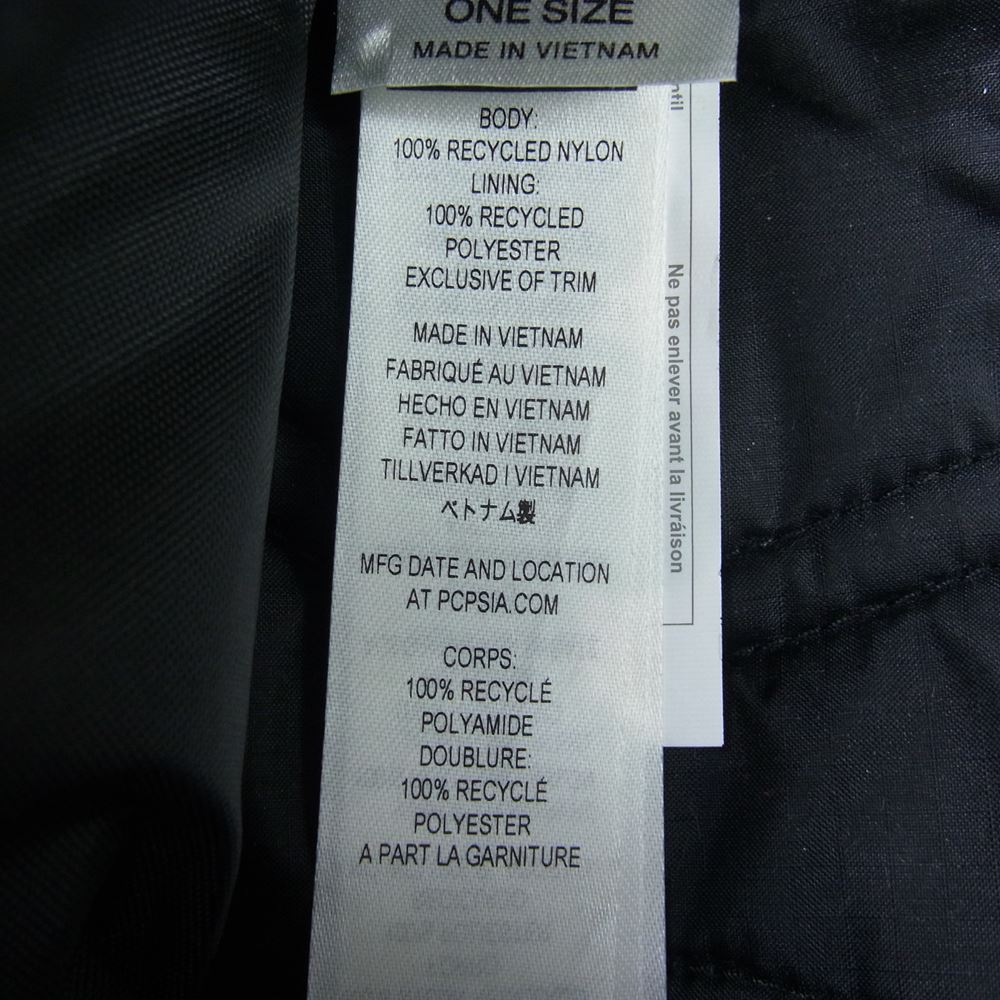 ONE SIZE
MADE IN VIETNAM
BODY:
100% RECYCLED NYLON
LINING:
100% RECYCLED
POLYESTER
EXCLUSIVE OF TRIM
MADE IN VIETNAM
FABRIQUÉ AU VIETNAM
HECHO EN VIETNAM
FATTO IN VIETNAM
TILLVERKAD I VIETNAM
ベトナム製
MFG DATE AND LOCATION
AT PCPSIA.COM
CORPS:
100% RECYCLÉ
POLYAMIDE
DOUBLURE:
100% RECYCLÉ
POLYESTER
A PART LA GARNITURE
Ne pas enlever avant la livráison